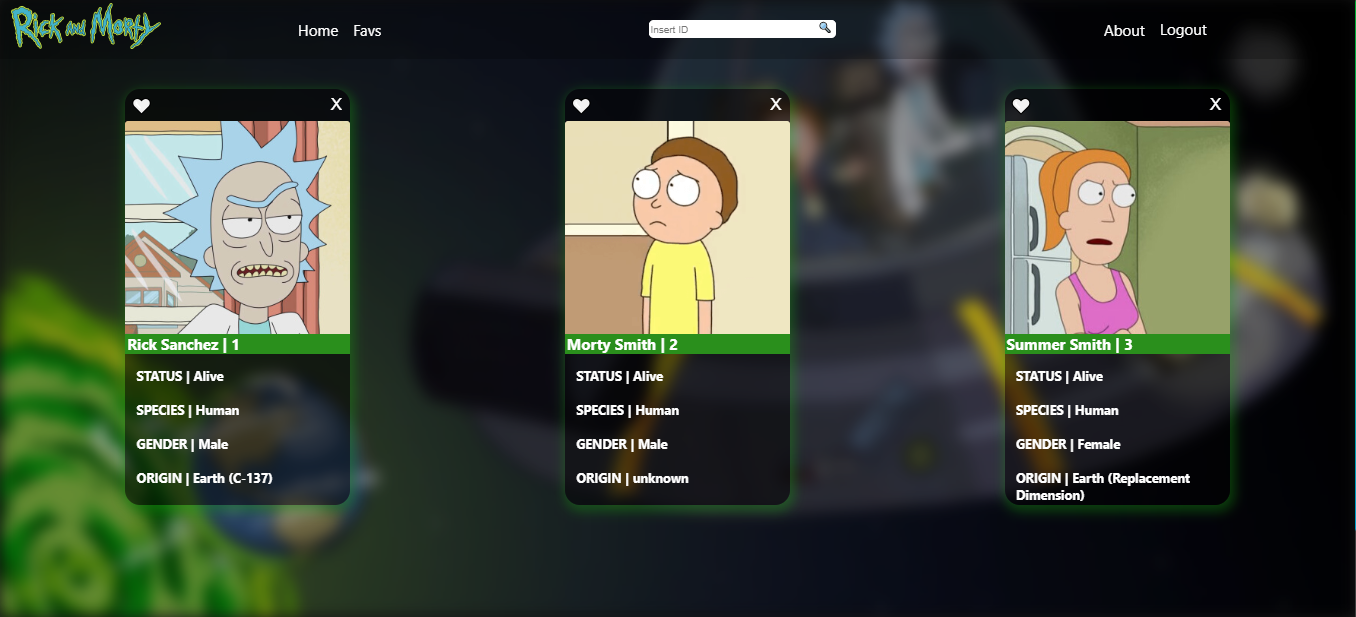 Rick and Morty
Home Favs
Insert ID
About Logout
X
Rick Sanchez | 1
STATUS | Alive
SPECIES | Human
GENDER | Male
ORIGIN | Earth (C-137)
X
Morty Smith | 2
STATUS | Alive
SPECIES | Human
GENDER | Male
ORIGIN | unknown
X
Summer Smith | 3
STATUS | Alive
SPECIES | Human
GENDER | Female
ORIGIN | Earth (Replacement
Dimension)